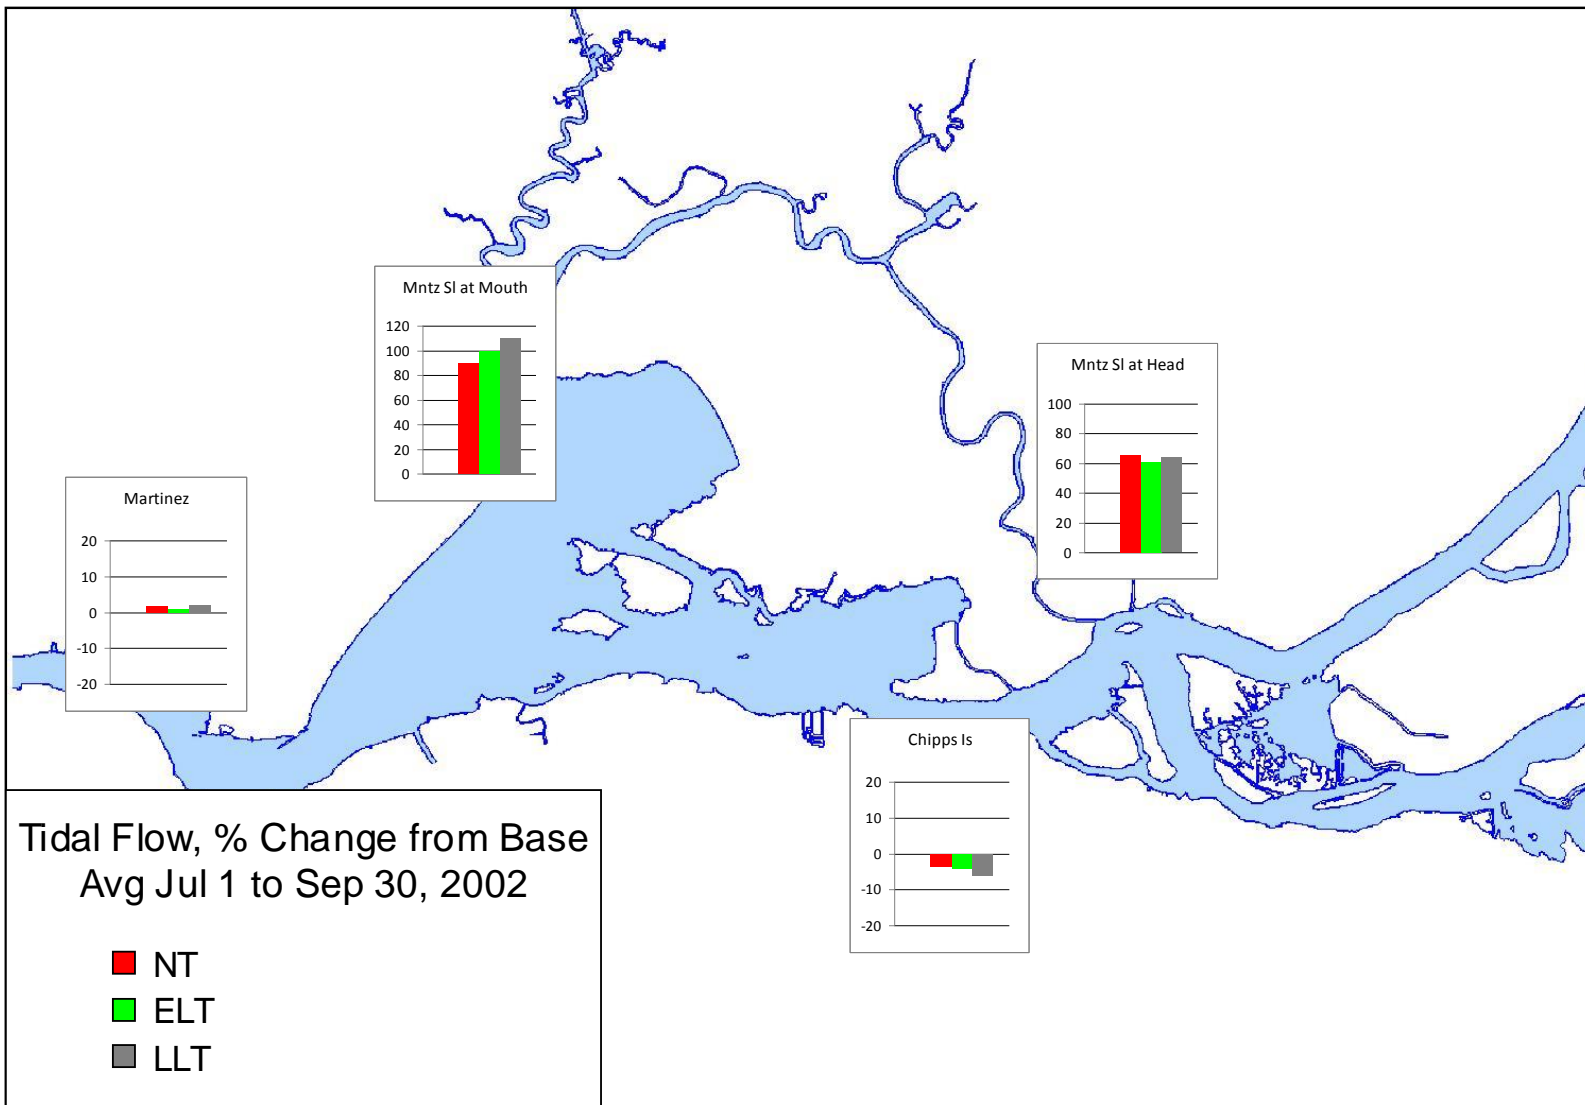 Mntz Sl at Mouth
120
100
80
60
40
20
0
Mntz Sl at Head
100
80
60
40
20
0
Martinez
20
10
0
-10
-20
Chipps Is
20
10
0
-10
-20
Tidal Flow, % Change from Base
Avg Jul 1 to Sep 30, 2002
NT
ELT
LLT